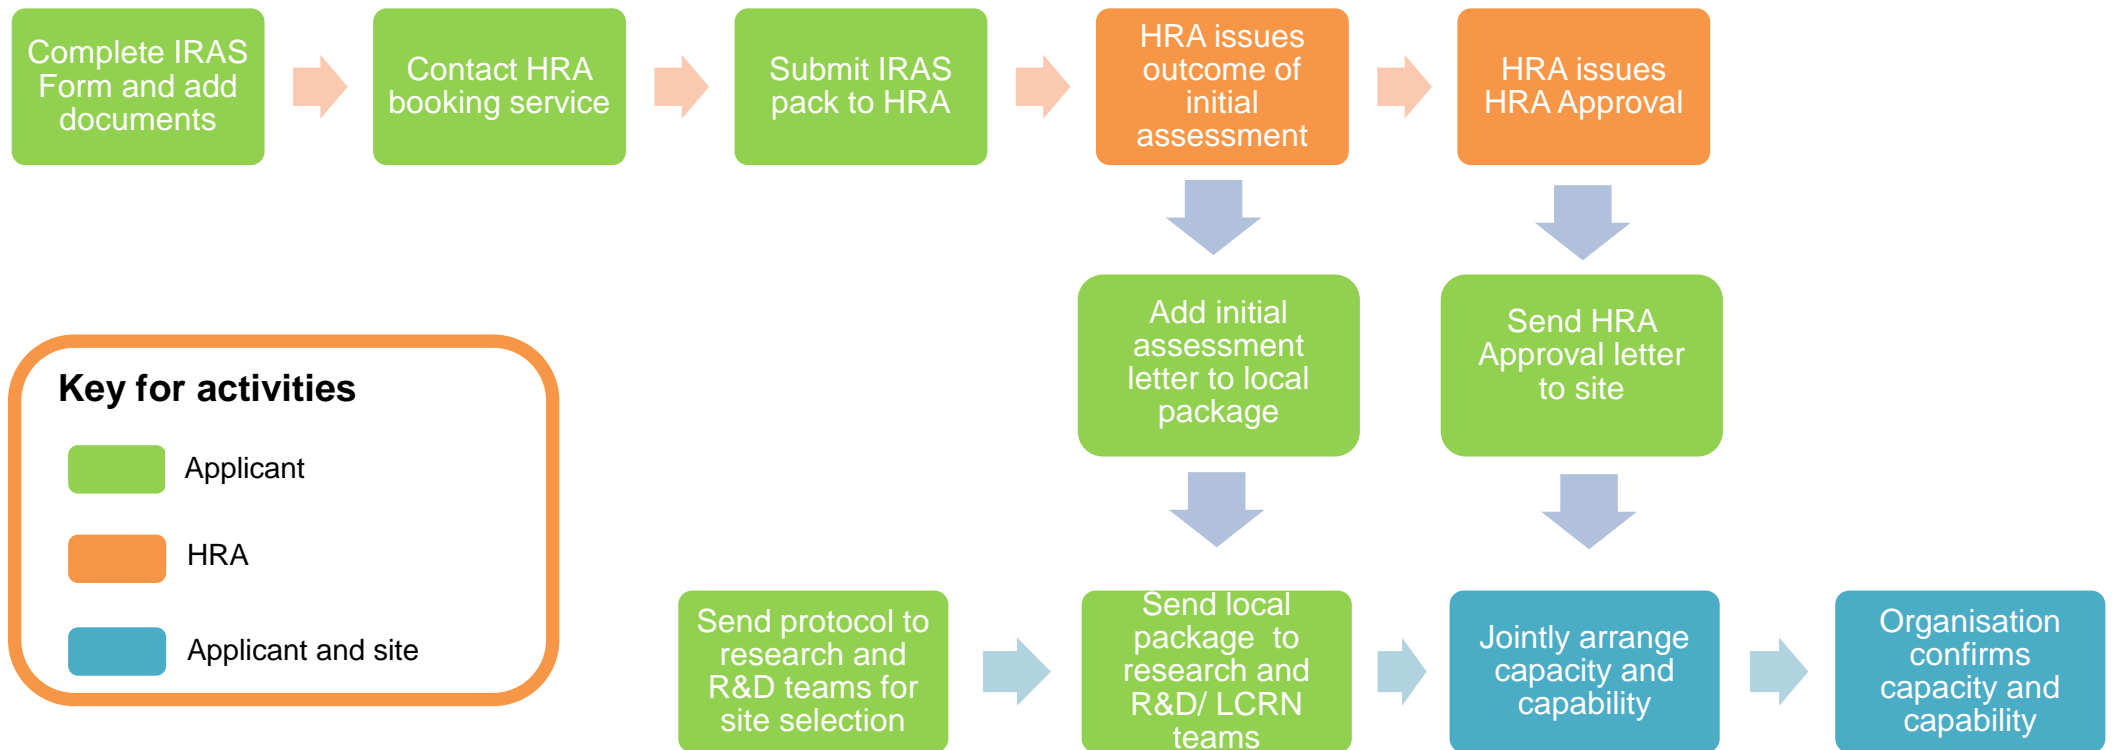 Complete IRAS
Form and add
documents
Contact HRA
booking service
Submit IRAS
pack to HRA
HRA issues
outcome of
initial
assessment
HRA issues
HRA Approval
Add initial
assessment
letter to local
package
Send HRA
Approval letter
to site
Key for activities
Applicant
HRA
Applicant and site
Send protocol to
research and
R&D teams for
site selection
Send local
package to
research and
R&D/ LCRN
teams
Jointly arrange
capacity and
capability
Organisation
confirms
capacity and
capability